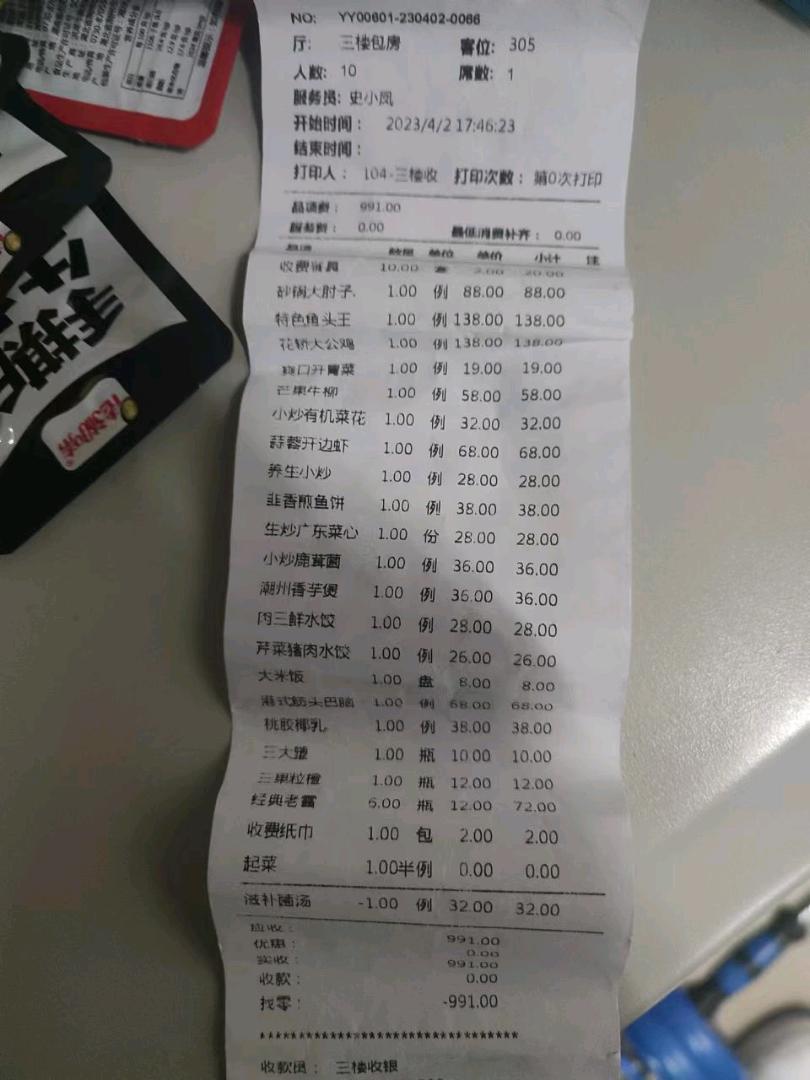 NO: YY00601-230402-0066
厅: 三楼包房 客位: 305
人数: 10 席数: 1
服务员: 史小凤
开始时间: 2023/4/2 17:46:23
结束时间:
打印人: 104-三楼收 打印次数: 第0次打印
品项费: 991.00
服务费: 0.00 最低消费补齐: 0.00
品项 数量 单位 单价 小计
收费餐具 10.00 套 2.00 20.00
砂锅大肘子 1.00 例 88.00 88.00
特色鱼头王 1.00 例 138.00 138.00
花轿大公鸡 1.00 例 138.00 138.00
爽口开胃菜 1.00 例 19.00 19.00
芒果牛柳 1.00 例 58.00 58.00
小炒有机菜花 1.00 例 32.00 32.00
蒜蓉开边虾 1.00 例 68.00 68.00
养生小炒 1.00 例 28.00 28.00
韭香煎鱼饼 1.00 例 38.00 38.00
生炒广东菜心 1.00 份 28.00 28.00
小炒鹿茸菌 1.00 例 36.00 36.00
潮州香芋煲 1.00 例 36.00 36.00
肉三鲜水饺 1.00 例 28.00 28.00
芹菜猪肉水饺 1.00 例 26.00 26.00
大米饭 1.00 盘 8.00 8.00
港式筋头巴脑 1.00 例 68.00 68.00
桃胶椰乳 1.00 例 38.00 38.00
三大 1.00 瓶 10.00 10.00
三果粒橙 1.00 瓶 12.00 12.00
经典老雪 6.00 瓶 12.00 72.00
收费纸巾 1.00 包 2.00 2.00
起菜 1.00 半例 0.00 0.00
滋补菌汤 -1.00 例 32.00 32.00
应收: 991.00
优惠: 0.00
实收: 991.00
收款: 0.00
找零: -991.00
**********************************
收款员: 三楼收银
手撕